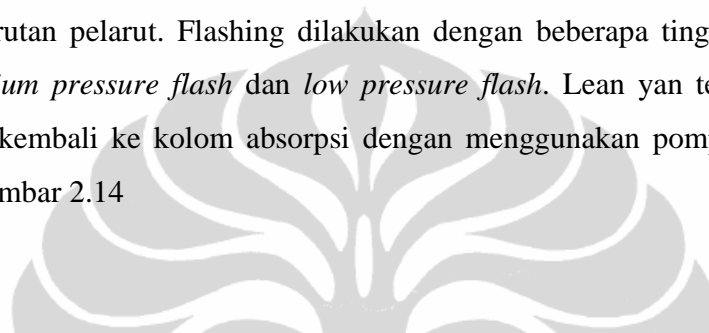 rutan pelarut. Flashing dilakukan dengan beberapa ting
ium pressure flash dan low pressure flash. Lean yan te
kembali ke kolom absorpsi dengan menggunakan pom
mbar 2.14